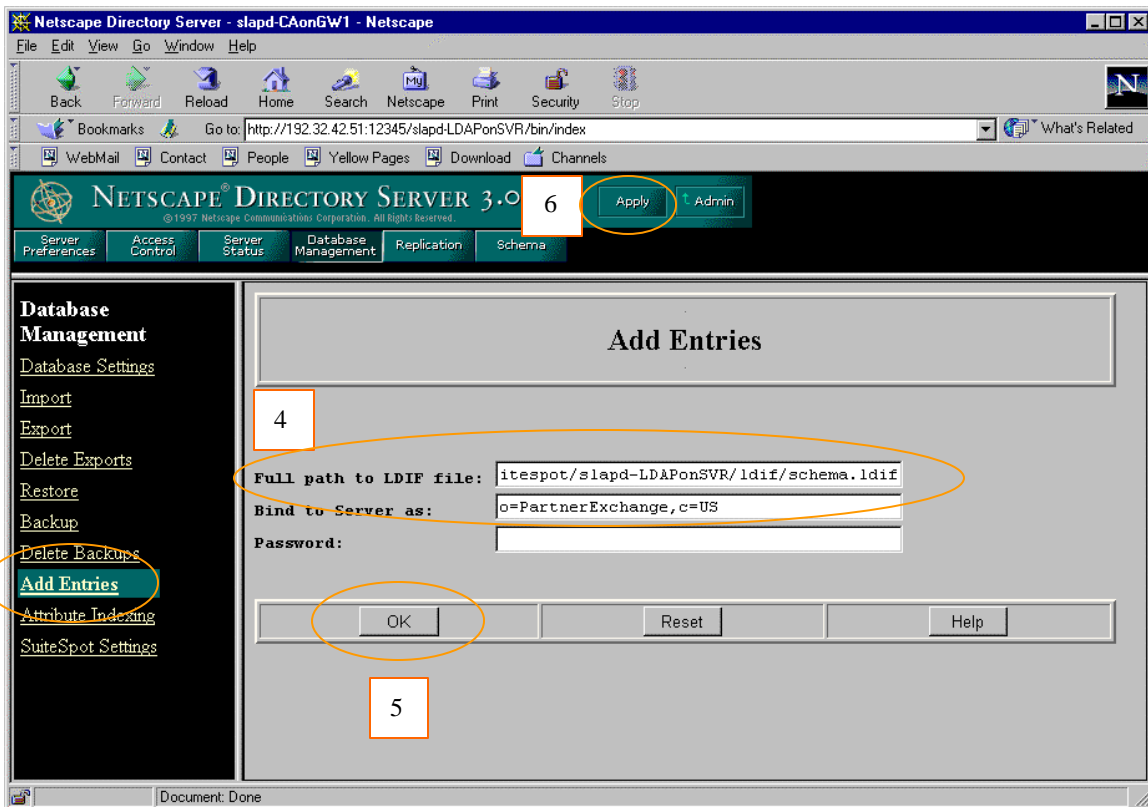 Netscape Directory Server - slapd-CAonGW1 - Netscape
File Edit View Go Window Help
Back Forward Reload Home Search Netscape Print Security Stop
My
N
Bookmarks Go to: http://192.32.42.51:12345/slapd-LDAPonSVR/bin/index What's Related
WebMail Contact People Yellow Pages Download Channels
NETSCAPE® DIRECTORY SERVER 3.0
©1997 Netscape Communications Corporation. All Rights Reserved.
6
Apply
Admin
Server Preferences
Access Control
Server Status
Database Management
Replication
Schema
Database
Management
Database Settings
Import
Export
Delete Exports
Restore
Backup
Delete Backups
Add Entries
Attribute Indexing
SuiteSpot Settings
Add Entries
4
Full path to LDIF file: itespot/slapd-LDAPonSVR/ldif/schema.ldif
Bind to Server as: o=PartnerExchange,c=US
Password:
OK Reset Help
5
Document: Done